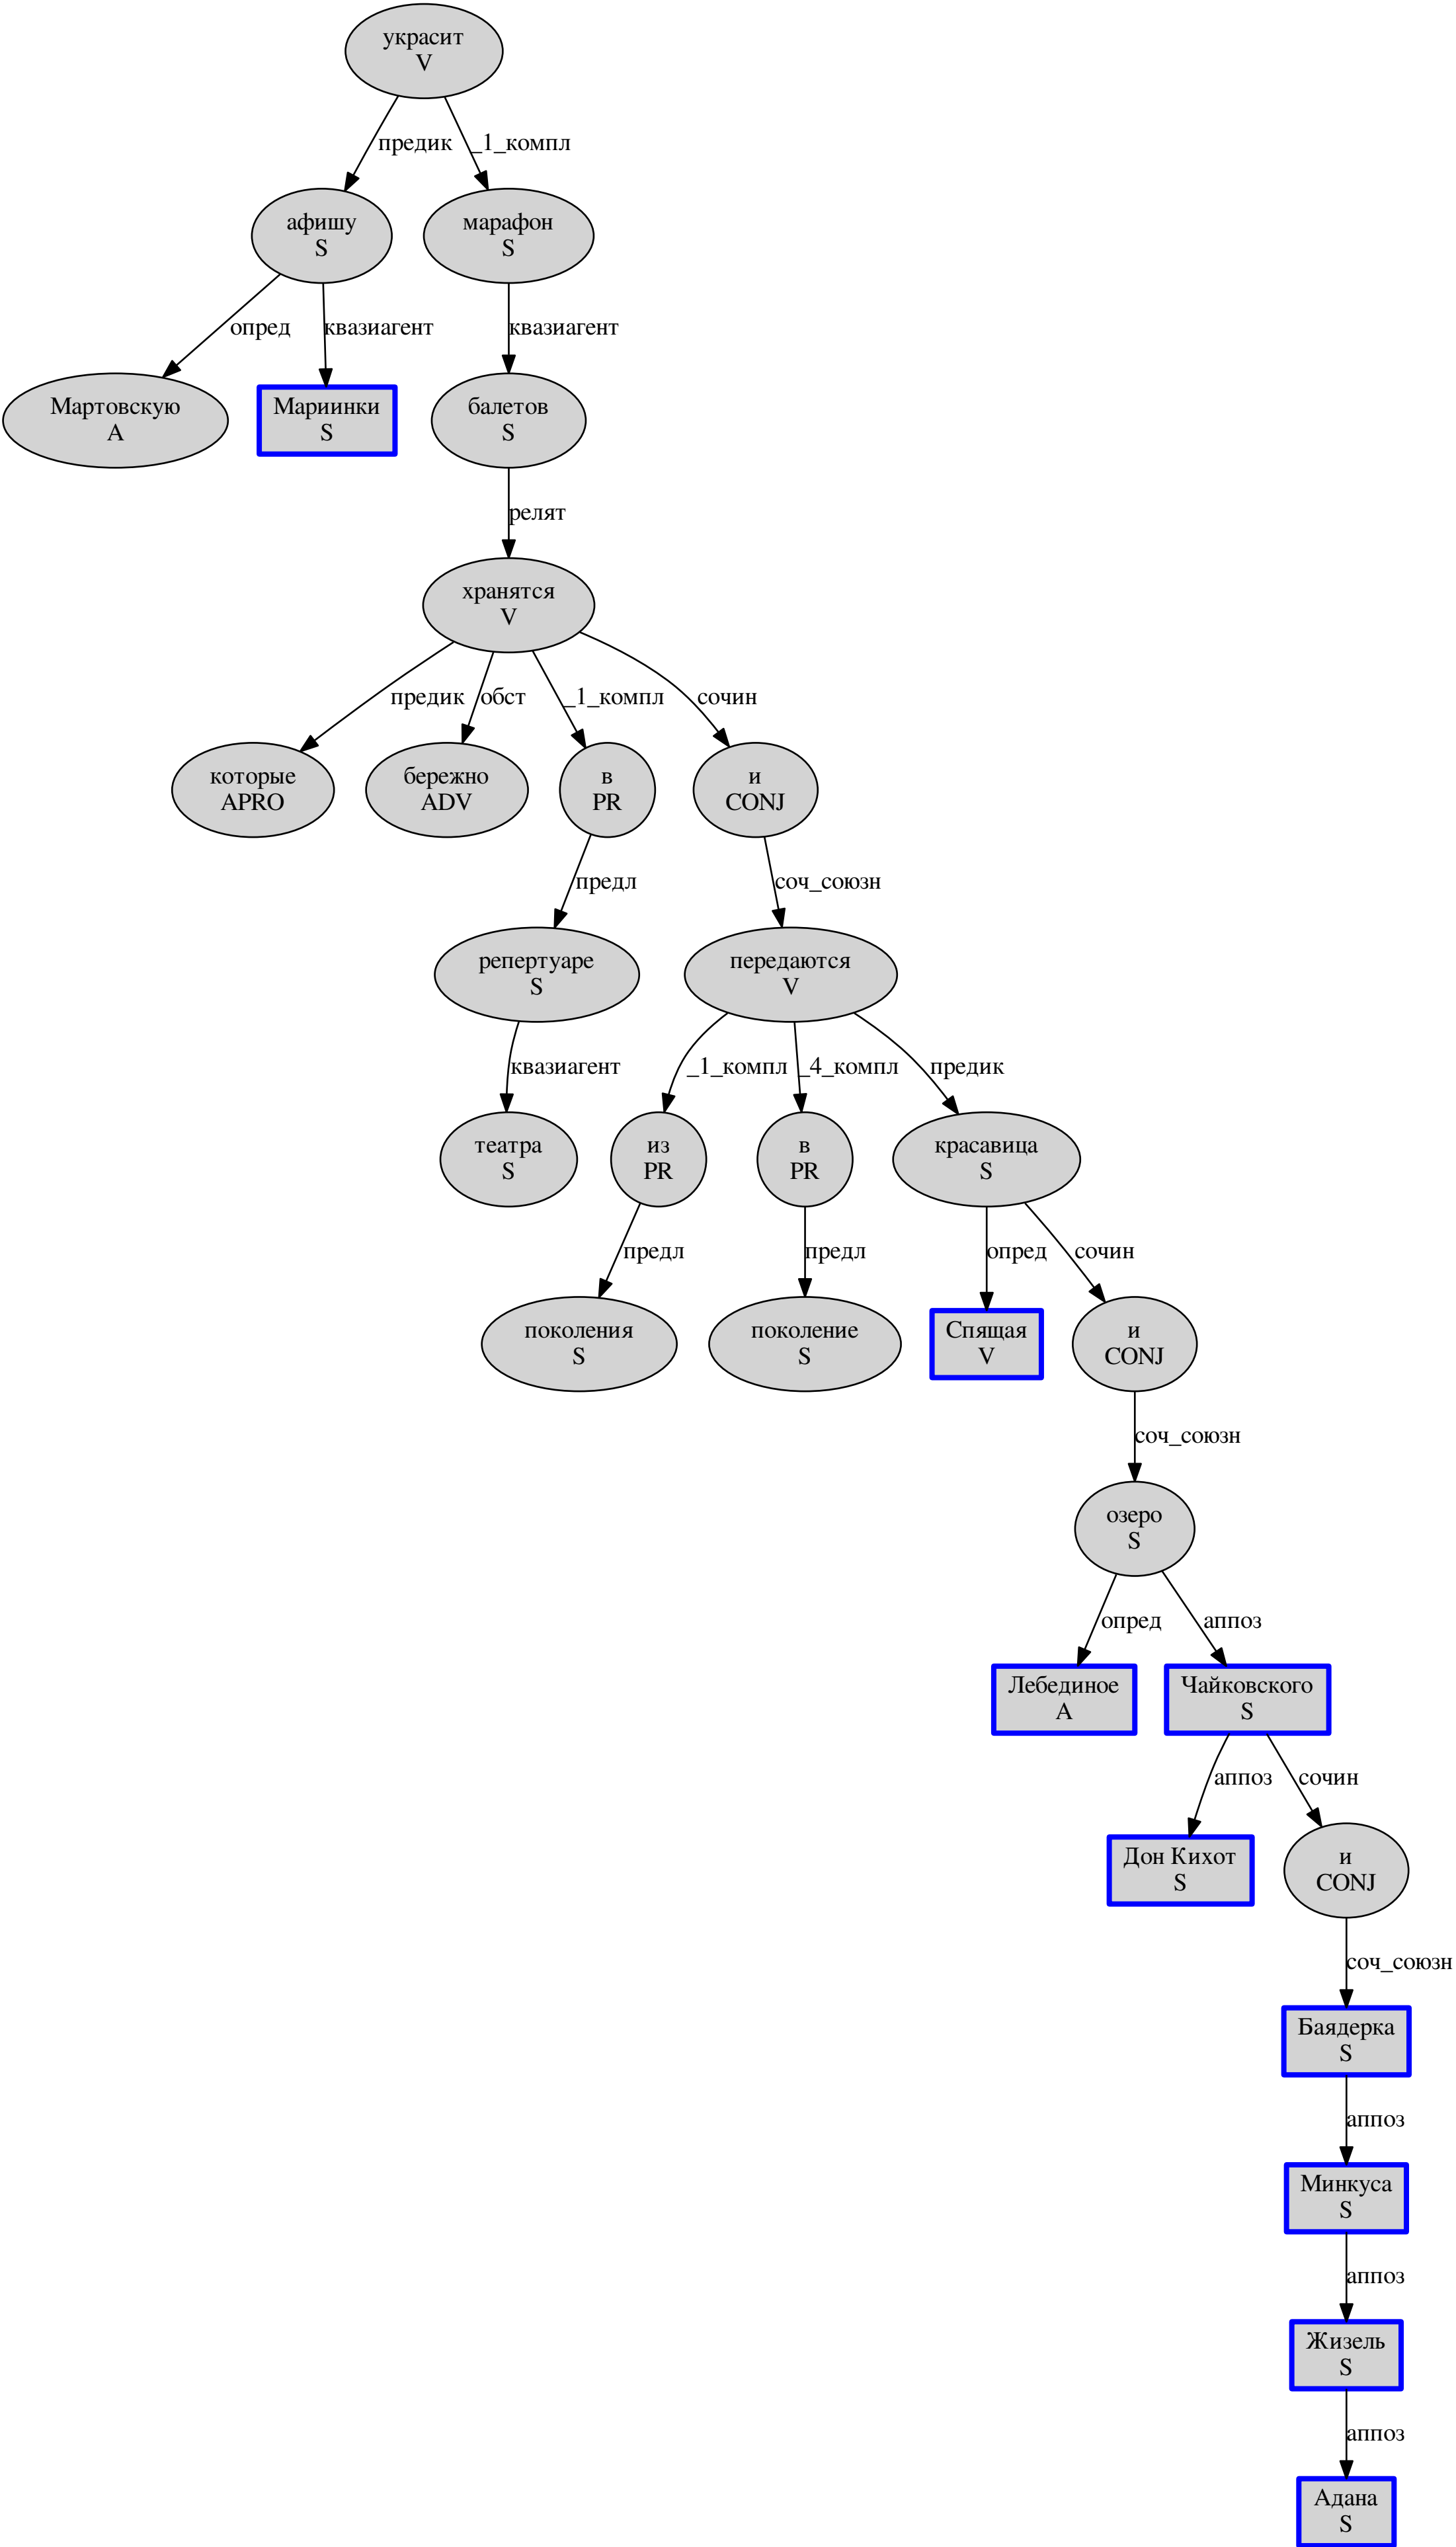 украсит
V
предик
_1_компл
афишу
S
марафон
S
опред
квазиагент
квазиагент
Мартовскую
A
Мариинки
S
балетов
S
релят
хранятся
V
предик
обст
_1_компл
сочин
которые
APRO
бережно
ADV
в
PR
и
CONJ
предл
соч_союзн
репертуаре
S
передаются
V
квазиагент
_1_компл
_4_компл
предик
театра
S
из
PR
в
PR
красавица
S
предл
предл
опред
сочин
поколения
S
поколение
S
Спящая
V
и
CONJ
соч_союзн
озеро
S
опред
аппоз
Лебединое
A
Чайковского
S
аппоз
сочин
Дон Кихот
S
и
CONJ
соч_союзн
Баядерка
S
аппоз
Минкуса
S
аппоз
Жизель
S
аппоз
Адана
S